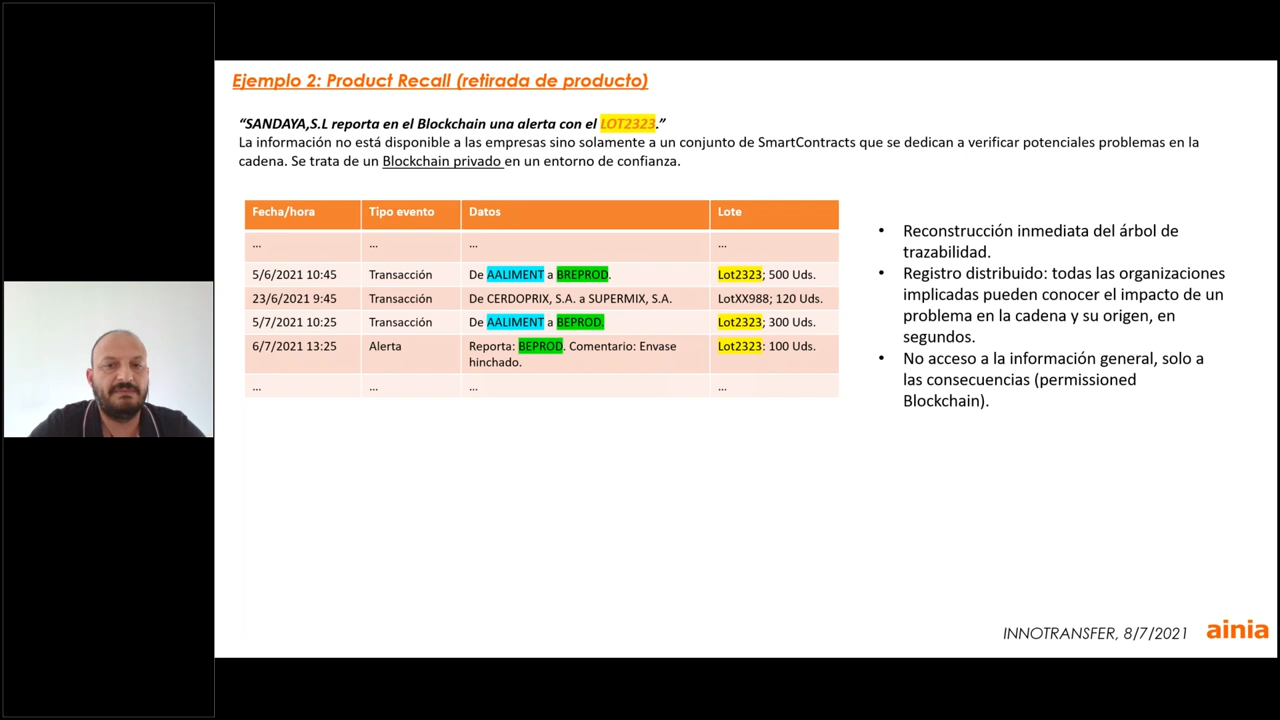 Ejemplo 2: Product Recall (retirada de producto)
“SANDAYA,S.L reporta en el Blockchain una alerta con el LOT2323.”
La información no está disponible a las empresas sino solamente a un conjunto de SmartContracts que se dedican a verificar potenciales problemas en la
cadena. Se trata de un Blockchain privado en un entorno de confianza.
Fecha/hora Tipo evento Datos Lote
... ... ... ...
5/6/2021 10:45 Transacción De AALIMENT a BREPROD. Lot2323; 500 Uds.
23/6/2021 9:45 Transacción De CERDOPRIX, S.A. a SUPERMIX, S.A. LotXX988; 120 Uds.
5/7/2021 10:25 Transacción De AALIMENT a BEPROD. Lot2323; 300 Uds.
6/7/2021 13:25 Alerta Reporta: BEPROD. Comentario: Envase Lot2323: 100 Uds.
hinchado.
... ... ... ...
• Reconstrucción inmediata del árbol de
trazabilidad.
• Registro distribuido: todas las organizaciones
implicadas pueden conocer el impacto de un
problema en la cadena y su origen, en
segundos.
• No acceso a la información general, solo a
las consecuencias (permissioned
Blockchain).
INNOTRANSFER, 8/7/2021 ainia